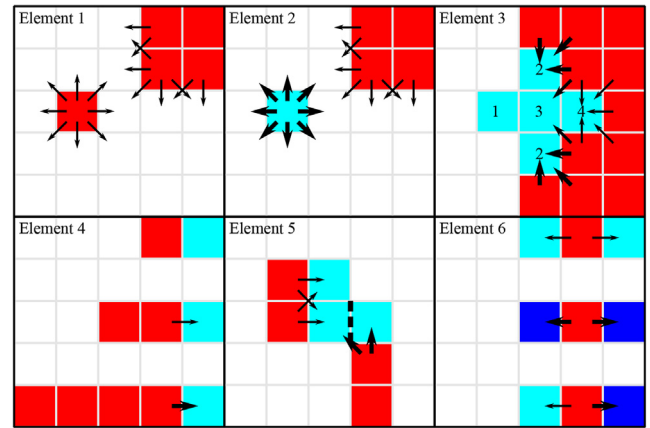 Element 1
Element 2
Element 3
2
1
3
4
2
Element 4
Element 5
Element 6